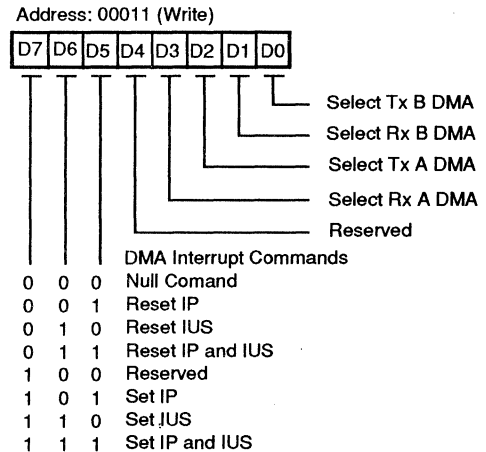 Address: 00011 (Write)
D7 D6 D5 D4 D3 D2 D1 D0
Select Tx B DMA
Select Rx B DMA
Select Tx A DMA
Select Rx A DMA
Reserved
DMA Interrupt Commands
0 0 0 Null Comand
0 0 1 Reset IP
0 1 0 Reset IUS
0 1 1 Reset IP and IUS
1 0 0 Reserved
1 0 1 Set IP
1 1 0 Set IUS
1 1 1 Set IP and IUS